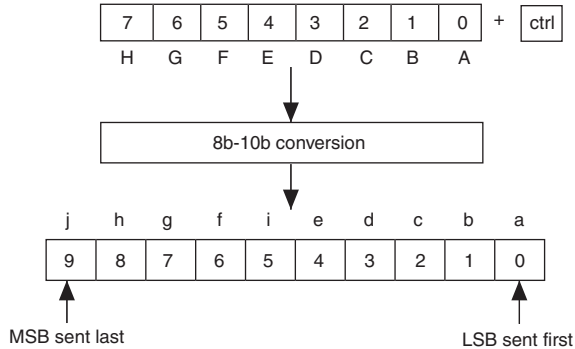 7 6 5 4 3 2 1 0 + ctrl
H G F E D C B A
8b-10b conversion
j h g f i e d c b a
9 8 7 6 5 4 3 2 1 0
MSB sent last LSB sent first